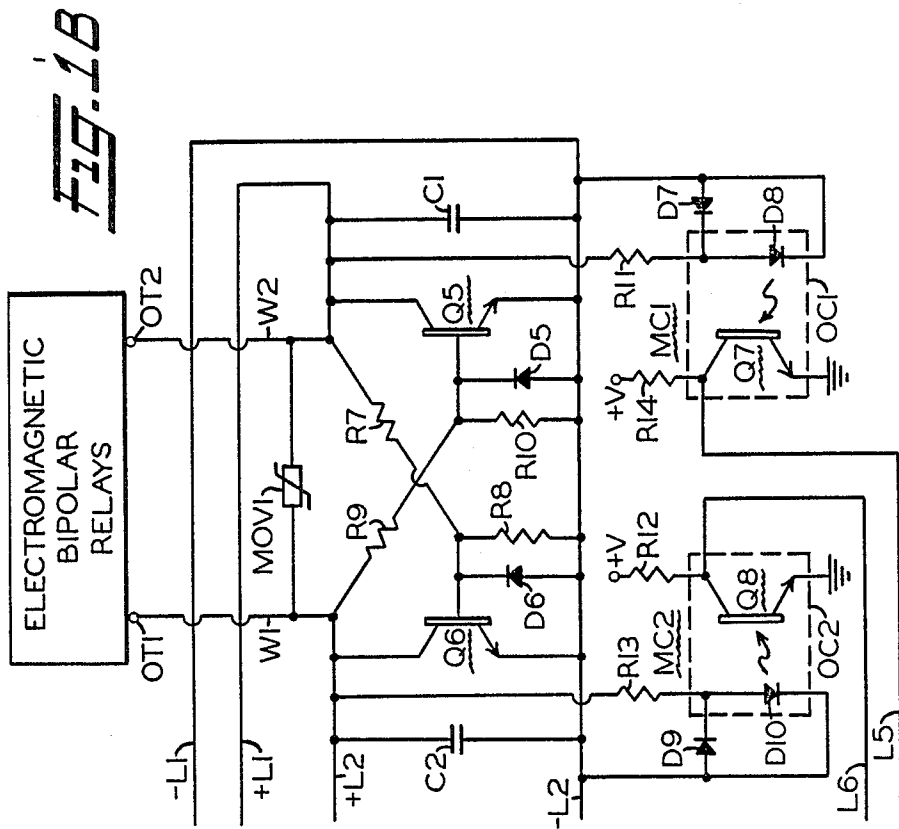 Fig. 1B
ELECTROMAGNETIC
BIPOLAR
RELAYS
OT1
OT2
W1
W2
MOV1
-L1
+L1
+L2
-L2
C1
C2
R9
R7
Q6
Q5
D6
R8
R10
D5
R13
R11
+V
R12
+V
R14
MC2
MC1
D9
D7
D10
D8
Q8
Q7
OC2
OC1
L6
L5